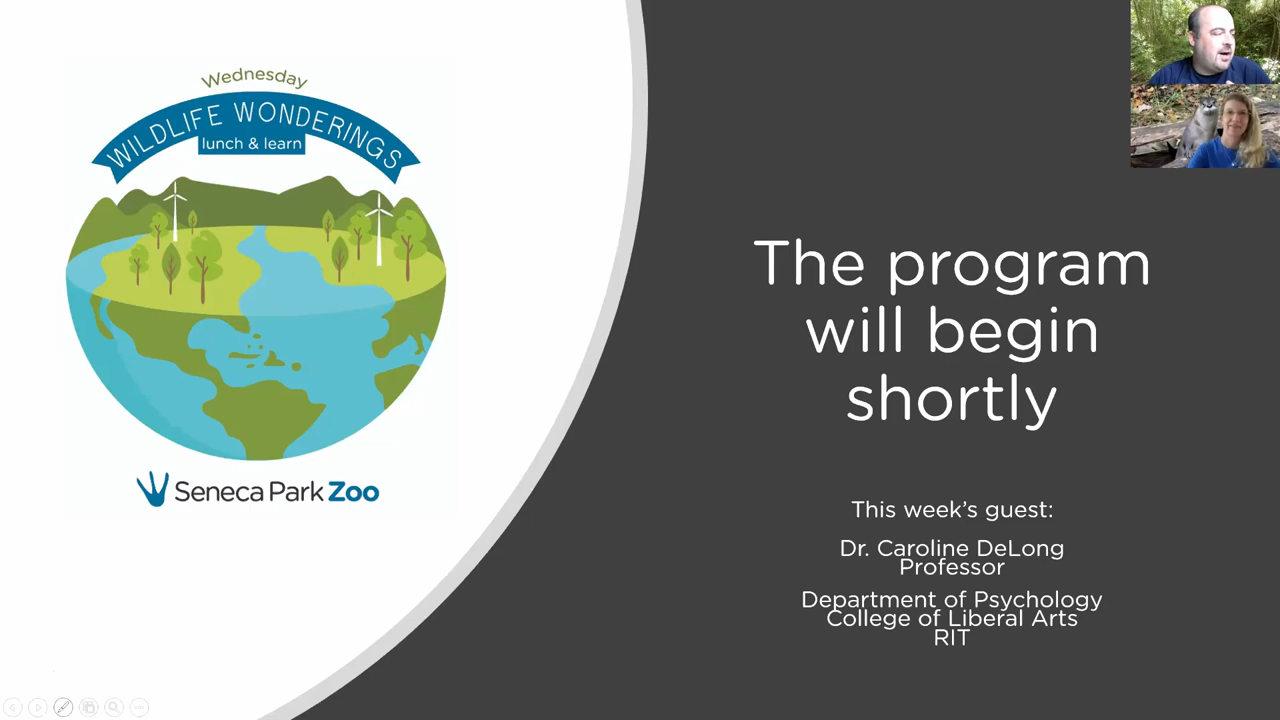 Wednesday
WILDLIFE WONDERINGS
lunch & learn
Seneca Park Zoo
The program
will begin
shortly
This week's guest:
Dr. Caroline DeLong
Professor
Department of Psychology
College of Liberal Arts
RIT